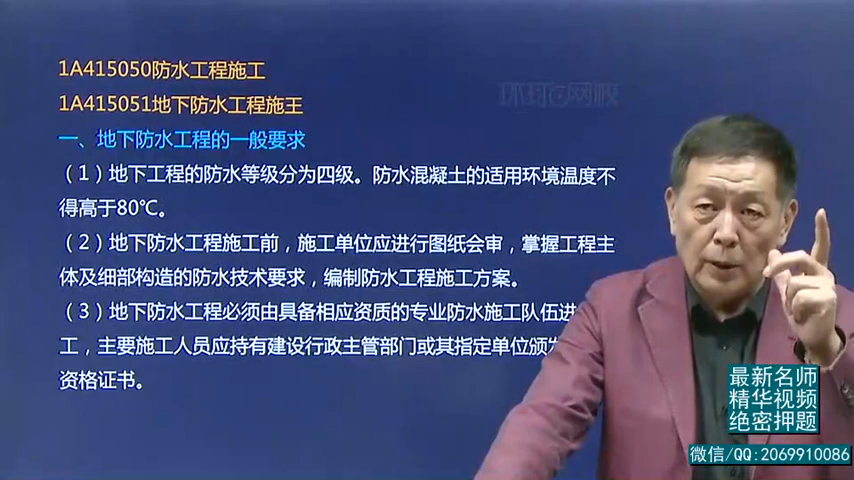 1A415050防水工程施工
1A415051地下防水工程施王
环球网校
一、地下防水工程的一般要求
（1）地下工程的防水等级分为四级。防水混凝土的适用环境温度不
得高于80℃。
（2）地下防水工程施工前，施工单位应进行图纸会审，掌握工程主
体及细部构造的防水技术要求，编制防水工程施工方案。
（3）地下防水工程必须由具备相应资质的专业防水施工队伍进
工，主要施工人员应持有建设行政主管部门或其指定单位颁发
资格证书。
最新名师
精华视频
绝密押题
微信/QQ:2069910086